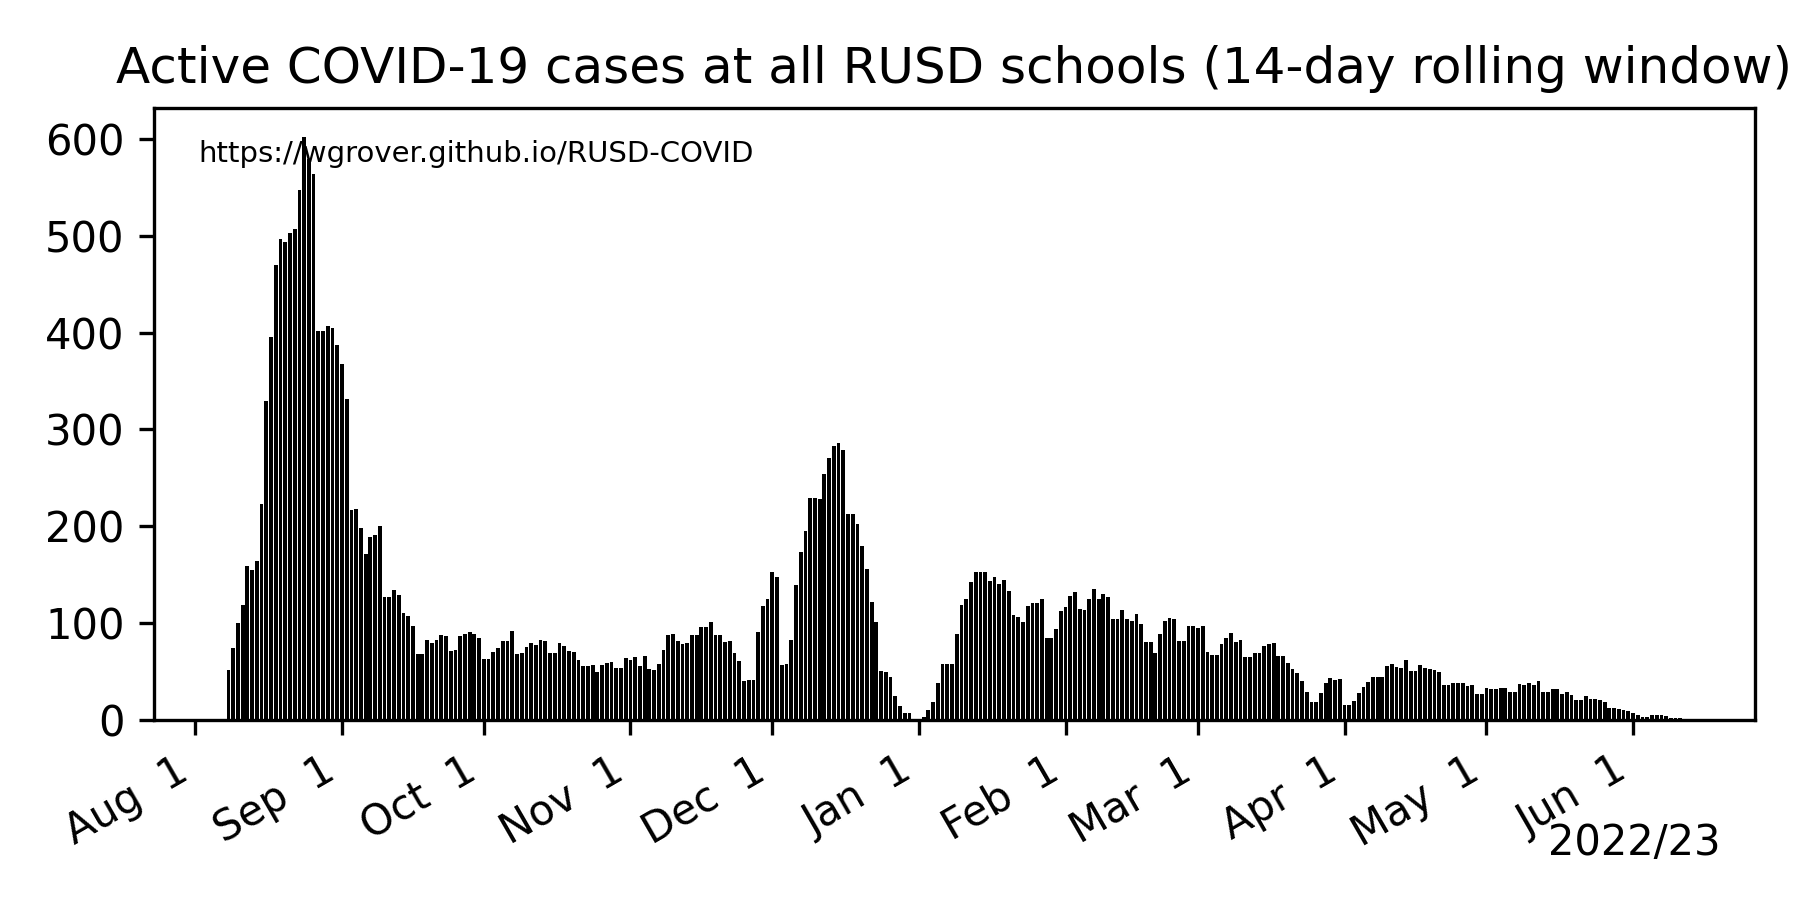 Active COVID-19 cases at all RUSD schools (14-day rolling window)
https://wgrover.github.io/RUSD-COVID
600
500
400
300
200
100
0
Aug 1
Sep 1
Oct 1
Nov 1
Dec 1
Jan 1
Feb 1
Mar 1
Apr 1
May 1
Jun 1
2022/23